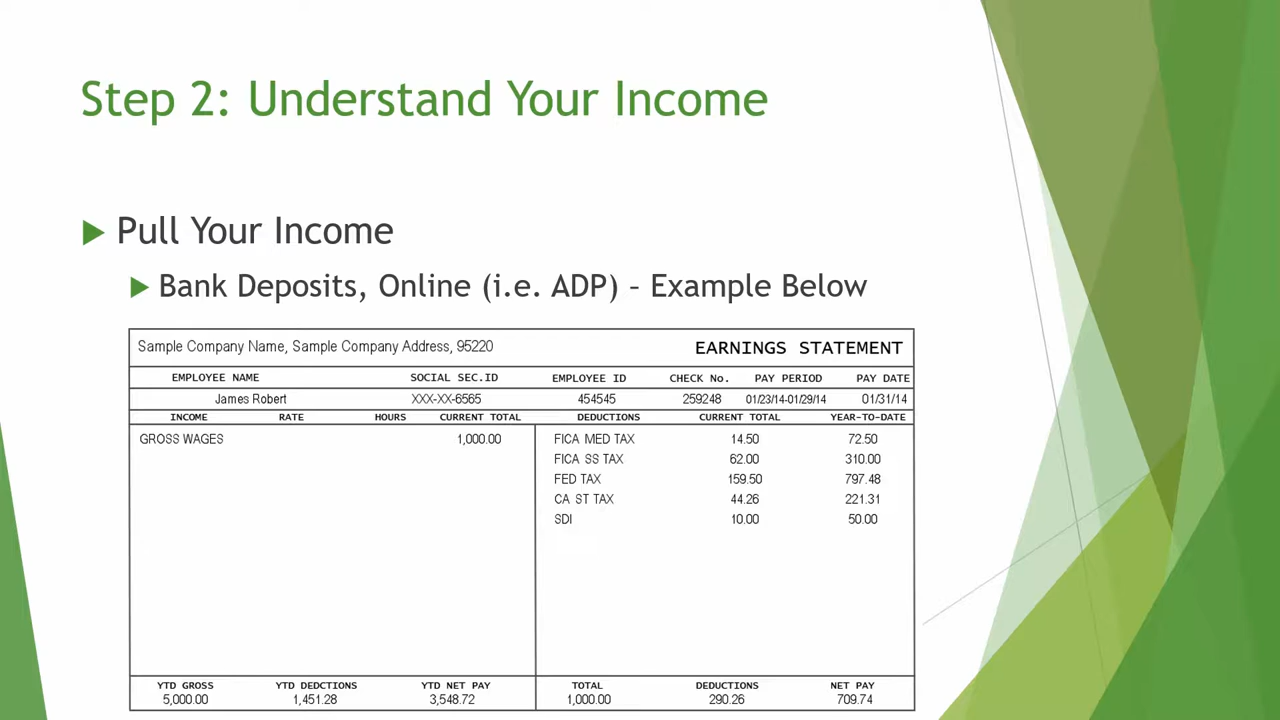 Step 2: Understand Your Income
Pull Your Income
Bank Deposits, Online (i.e. ADP) – Example Below
Sample Company Name, Sample Company Address, 95220 EARNINGS STATEMENT
EMPLOYEE NAME SOCIAL SEC.ID EMPLOYEE ID CHECK No. PAY PERIOD PAY DATE
James Robert XXX-XX-6565 454545 259248 01/23/14-01/29/14 01/31/14
INCOME RATE HOURS CURRENT TOTAL DEDUCTIONS CURRENT TOTAL YEAR-TO-DATE
GROSS WAGES 1,000.00 FICA MED TAX 14.50 72.50
FICA SS TAX 62.00 310.00
FED TAX 159.50 797.48
CA ST TAX 44.26 221.31
SDI 10.00 50.00
YTD GROSS YTD DEDCTIONS YTD NET PAY TOTAL DEDUCTIONS NET PAY
5,000.00 1,451.28 3,548.72 1,000.00 290.26 709.74